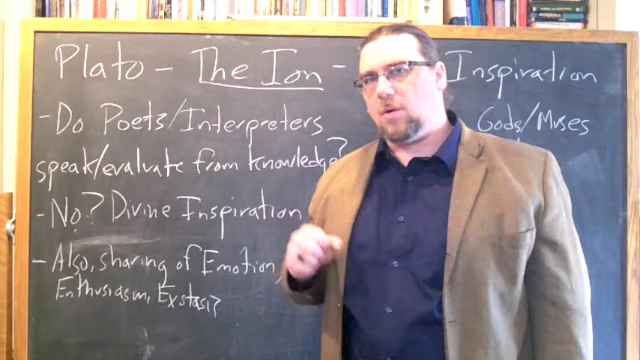 Plato - The Ion - Inspiration
- Do Poets/Interpreters
speak/evaluate from knowledge?
- No? Divine Inspiration
- Also, sharing of Emotion,
Enthusiasm, Exstasi?
Gods/Muses